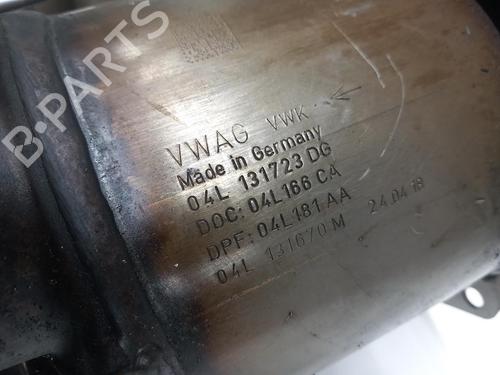 VWAG VWK
Made in Germany
04L 131723 DG
DOC: 04L166 CA
DPF: 04L181 AA
04L 131670 M 24.04.18
B-PARTS